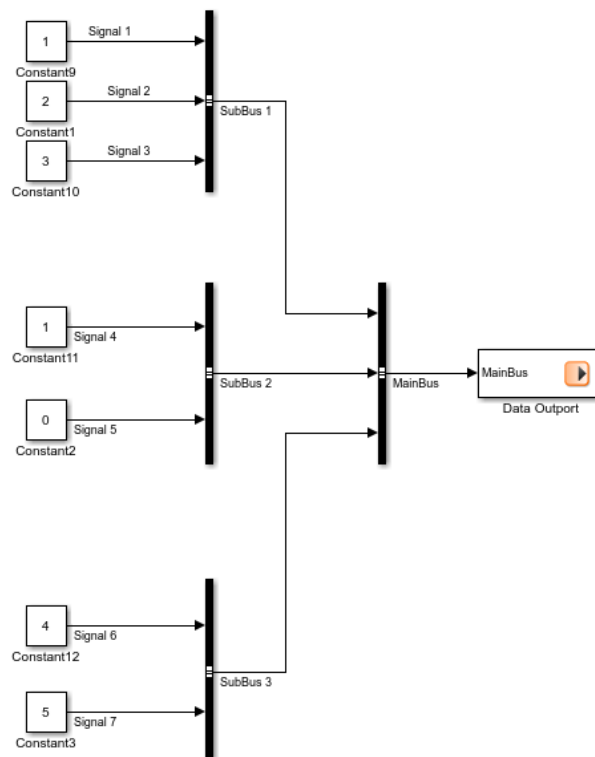 Signal 1
1
Constant9
Signal 2
2
SubBus 1
Constant1
Signal 3
3
Constant10
1
Signal 4
Constant11
SubBus 2
MainBus
MainBus
Data Outport
0
Signal 5
Constant2
4
Signal 6
Constant12
SubBus 3
5
Signal 7
Constant3